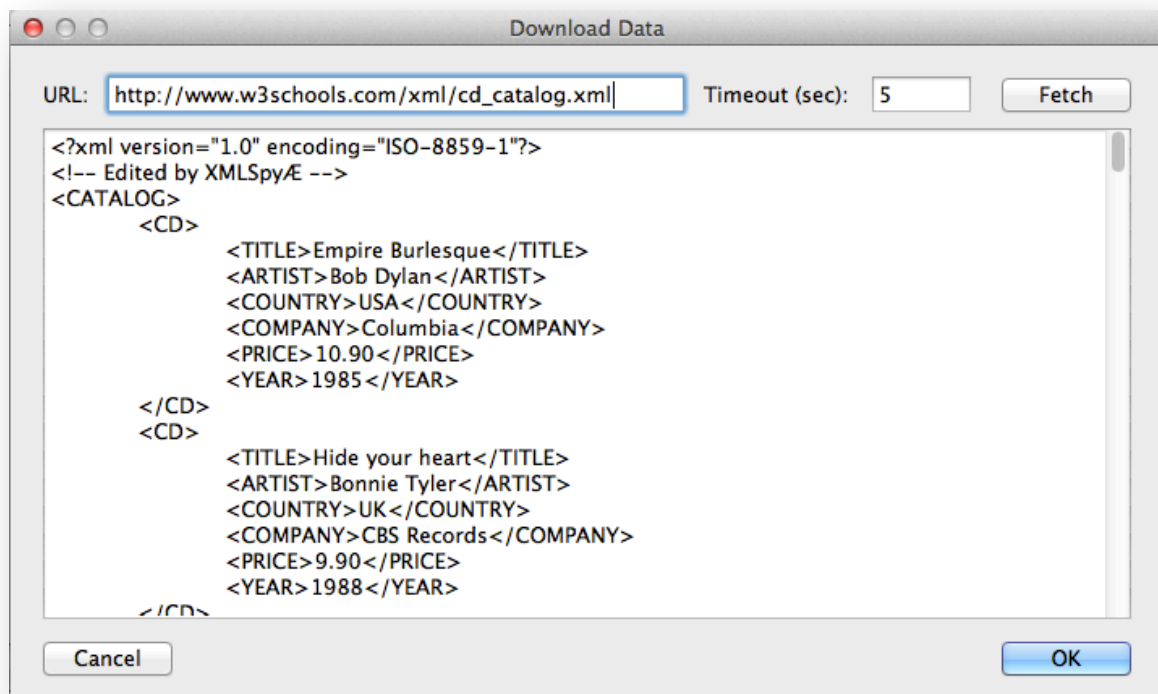 Download Data
URL: http://www.w3schools.com/xml/cd_catalog.xml Timeout (sec): 5 Fetch
<?xml version="1.0" encoding="ISO-8859-1"?>
<!-- Edited by XMLSpyÆ -->
<CATALOG>
<CD>
<TITLE>Empire Burlesque</TITLE>
<ARTIST>Bob Dylan</ARTIST>
<COUNTRY>USA</COUNTRY>
<COMPANY>Columbia</COMPANY>
<PRICE>10.90</PRICE>
<YEAR>1985</YEAR>
</CD>
<CD>
<TITLE>Hide your heart</TITLE>
<ARTIST>Bonnie Tyler</ARTIST>
<COUNTRY>UK</COUNTRY>
<COMPANY>CBS Records</COMPANY>
<PRICE>9.90</PRICE>
<YEAR>1988</YEAR>
</CD>
Cancel OK